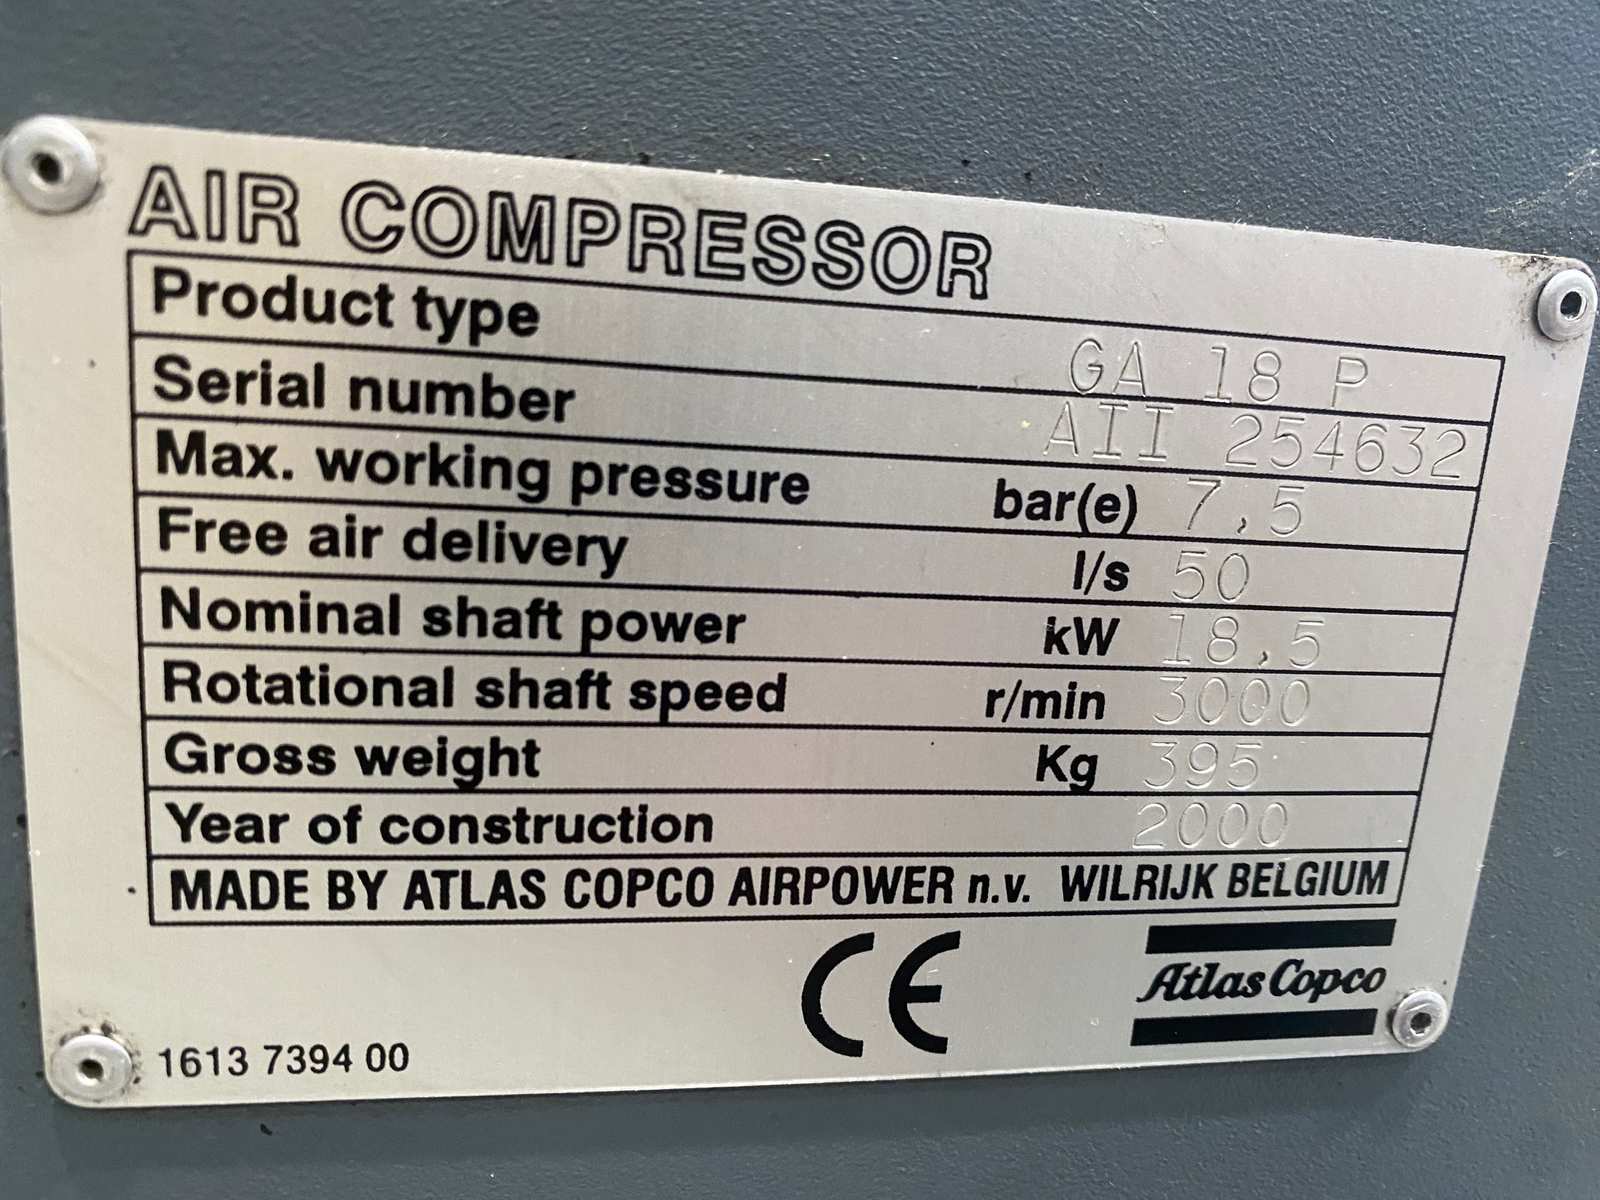 AIR COMPRESSOR
Product type GA 18 P
Serial number AII 254632
Max. working pressure bar(e) 7,5
Free air delivery l/s 50
Nominal shaft power kW 18,5
Rotational shaft speed r/min 3000
Gross weight Kg 395
Year of construction 2000
MADE BY ATLAS COPCO AIRPOWER n.v. WILRIJK BELGIUM
CE
Atlas Copco
1613 7394 00